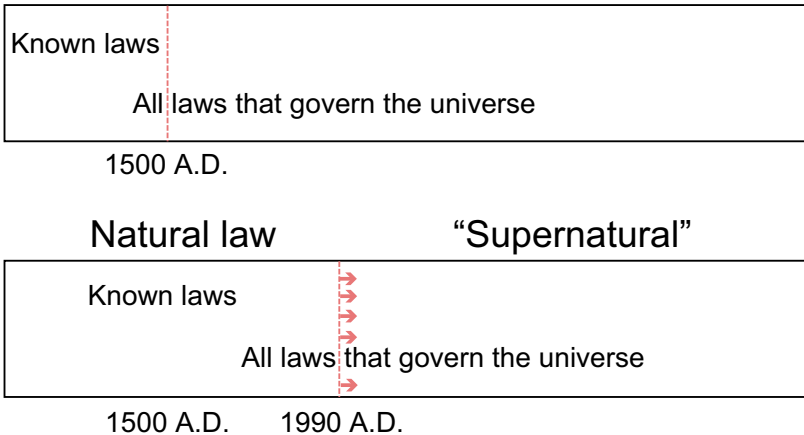 Known laws
All laws that govern the universe
1500 A.D.
Natural law “Supernatural”
Known laws
All laws that govern the universe
1500 A.D. 1990 A.D.